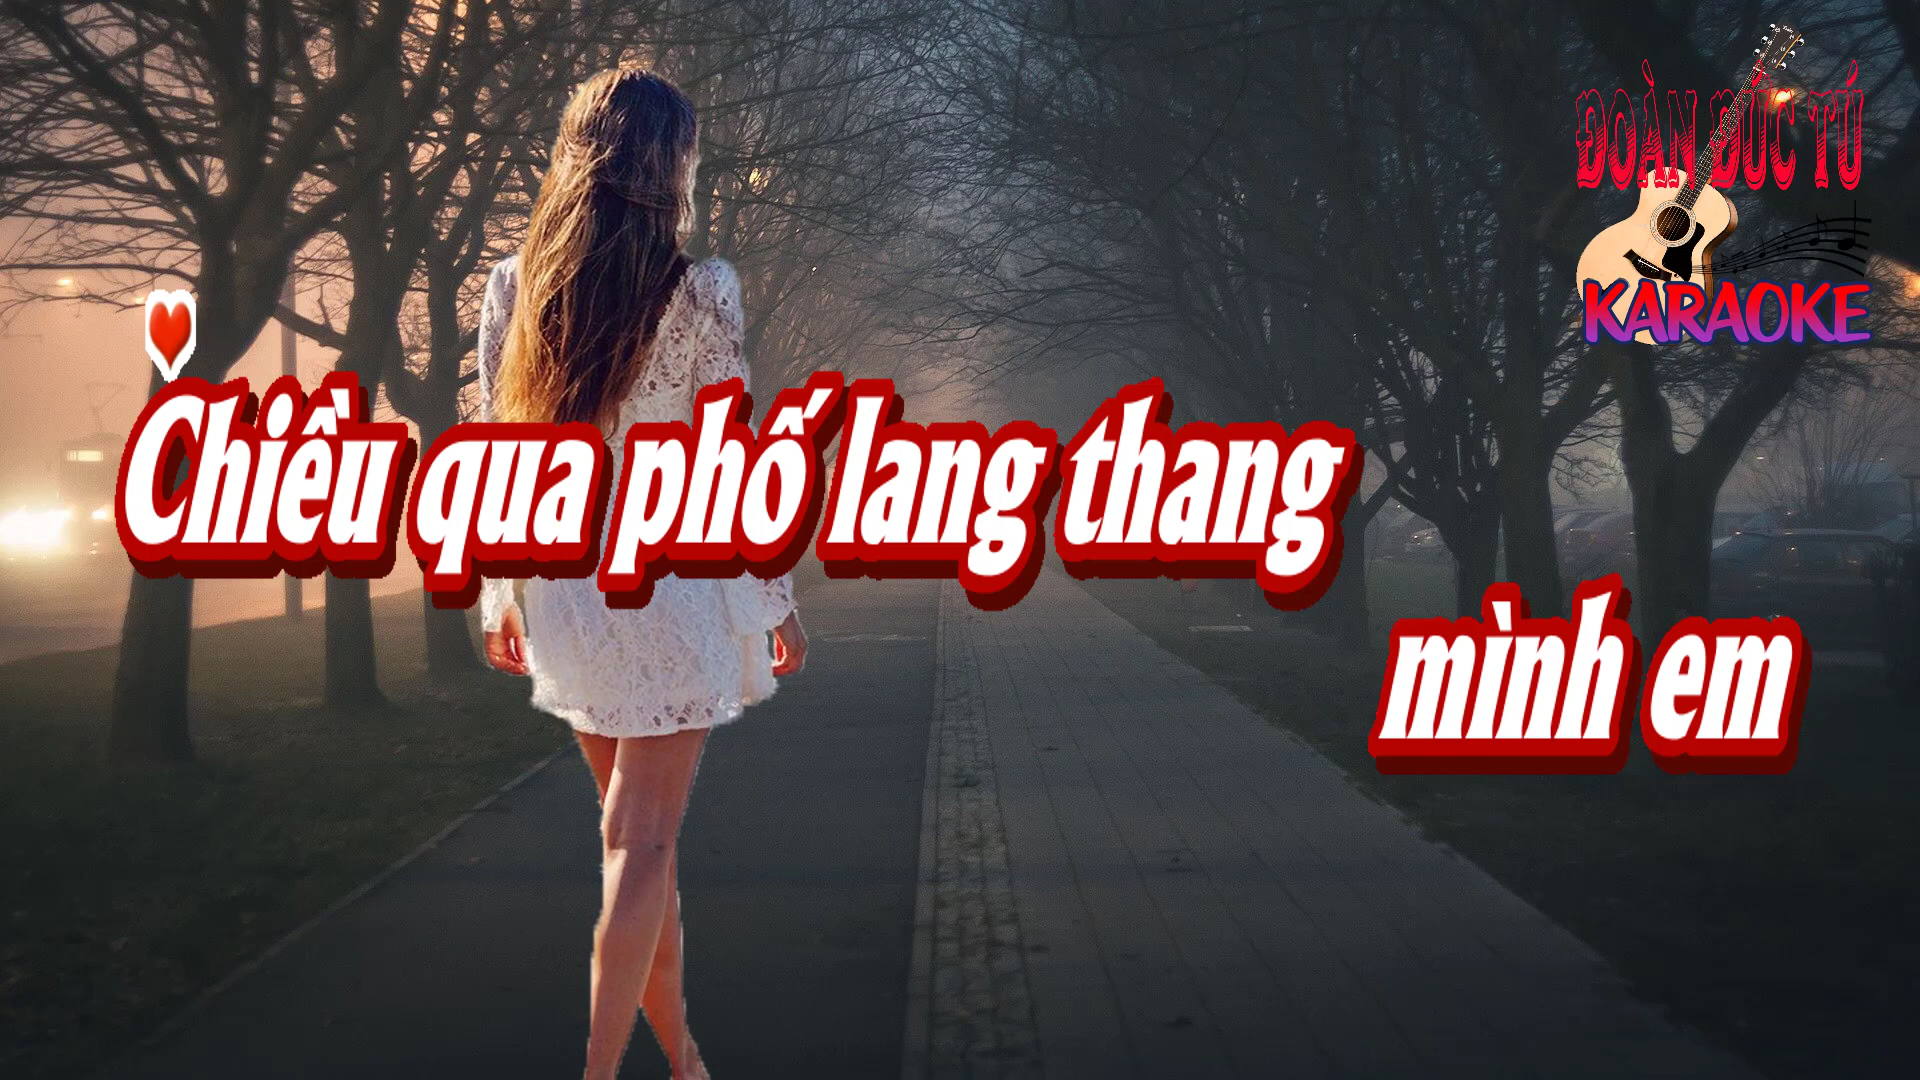 ĐOÀN ĐỨC TÚ
KARAOKE
Chiều qua phố lang thang
mình em